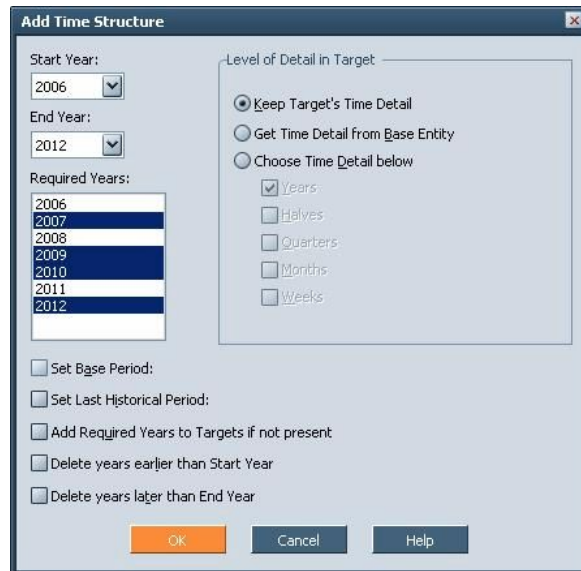 Add Time Structure
Start Year:
2006
End Year:
2012
Required Years:
2006
2007
2008
2009
2010
2011
2012
Level of Detail in Target
Keep Target's Time Detail
Get Time Detail from Base Entity
Choose Time Detail below
Years
Halves
Quarters
Months
Weeks
Set Base Period:
Set Last Historical Period:
Add Required Years to Targets if not present
Delete years earlier than Start Year
Delete years later than End Year
OK Cancel Help